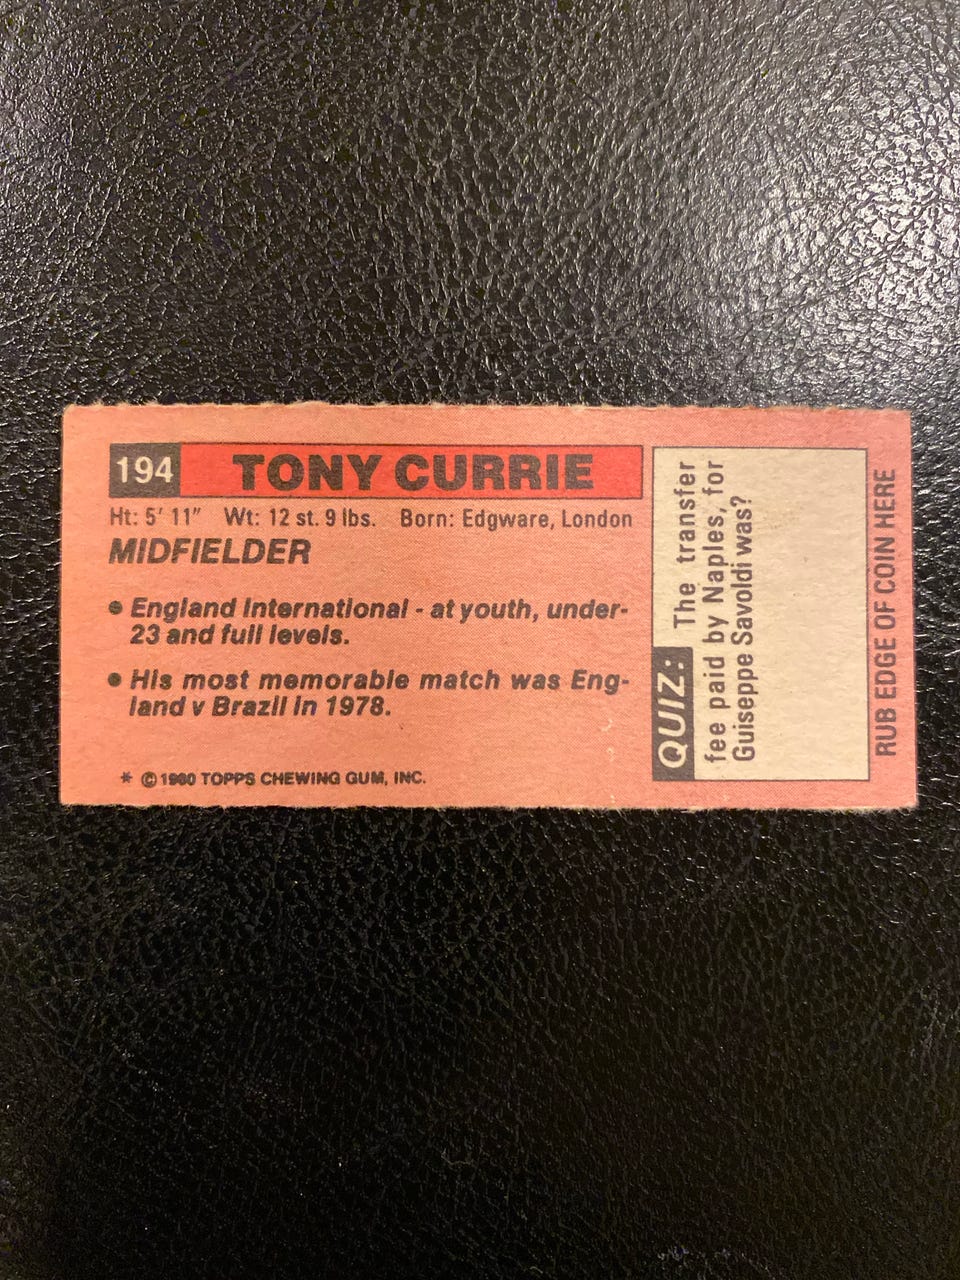 194 TONY CURRIE
Ht: 5' 11" Wt: 12 st. 9 lbs. Born: Edgware, London
MIDFIELDER
● England International - at youth, under-
23 and full levels.
● His most memorable match was Eng-
land v Brazil in 1978.
* © 1980 TOPPS CHEWING GUM, INC.
QUIZ: The transfer
fee paid by Naples, for
Guiseppe Savoldi was?
RUB EDGE OF COIN HERE